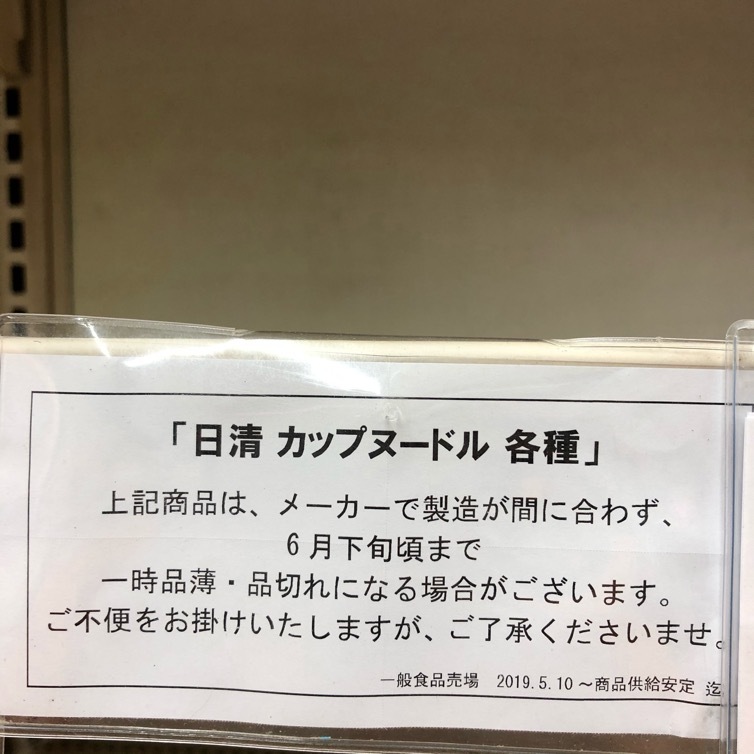 「日清 カップヌードル 各種」
上記商品は、メーカーで製造が間に合わず、
6月下旬頃まで
一時品薄・品切れになる場合がございます。
ご不便をお掛けいたしますが、ご了承くださいませ。
一般食品売場 2019.5.10～商品供給安定 迄